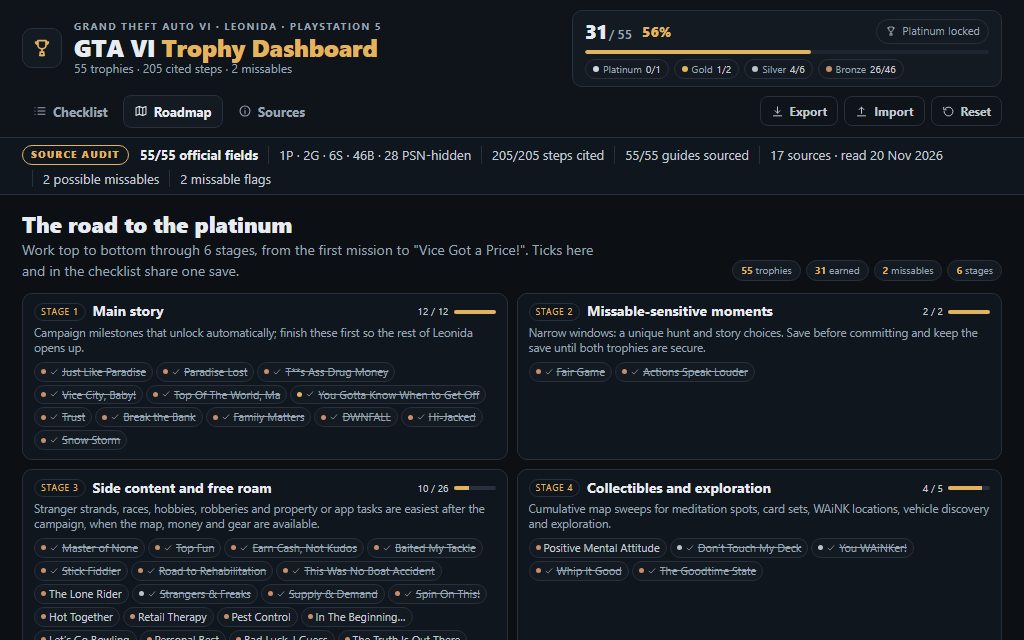 GRAND THEFT AUTO VI · LEONIDA · PLAYSTATION 5
GTA VI Trophy Dashboard
55 trophies · 205 cited steps · 2 missables
31 / 55 56%
Platinum locked
Platinum 0/1
Gold 1/2
Silver 4/6
Bronze 26/46
Checklist
Roadmap
Sources
Export
Import
Reset
SOURCE AUDIT
55/55 official fields
1P · 2G · 6S · 46B · 28 PSN-hidden
205/205 steps cited
55/55 guides sourced
17 sources · read 20 Nov 2026
2 possible missables
2 missable flags
The road to the platinum
Work top to bottom through 6 stages, from the first mission to "Vice Got a Price!". Ticks here
and in the checklist share one save.
55 trophies
31 earned
2 missables
6 stages
STAGE 1 Main story 12 / 12
Campaign milestones that unlock automatically; finish these first so the rest of Leonida
opens up.
✓ Just Like Paradise ✓ Paradise Lost ✓ T**s Ass Drug Money
✓ Vice City, Baby! ✓ Top Of The World, Ma ✓ You Gotta Know When to Get Off
✓ Trust ✓ Break the Bank ✓ Family Matters ✓ DWNFALL ✓ Hi-Jacked
✓ Snow Storm
STAGE 2 Missable-sensitive moments 2 / 2
Narrow windows: a unique hunt and story choices. Save before committing and keep the
save until both trophies are secure.
✓ Fair Game ✓ Actions Speak Louder
STAGE 3 Side content and free roam 10 / 26
Stranger strands, races, hobbies, robberies and property or app tasks are easiest after the
campaign, when the map, money and gear are available.
✓ Master of None ✓ Top Fun ✓ Earn Cash, Not Kudos ✓ Baited My Tackle
✓ Stick Fiddler ✓ Road to Rehabilitation ✓ This Was No Boat Accident
The Lone Rider ✓ Strangers & Freaks ✓ Supply & Demand ✓ Spin On This!
Hot Together Retail Therapy Pest Control In The Beginning...
Let's Go Bowling Personal Best Bad Luck, I Guess The Truth Is Out There
STAGE 4 Collectibles and exploration 4 / 5
Cumulative map sweeps for meditation spots, card sets, WAiNK locations, vehicle discovery
and exploration.
Positive Mental Attitude ✓ Don't Touch My Deck ✓ You WAiNKer!
✓ Whip It Good ✓ The Goodtime State